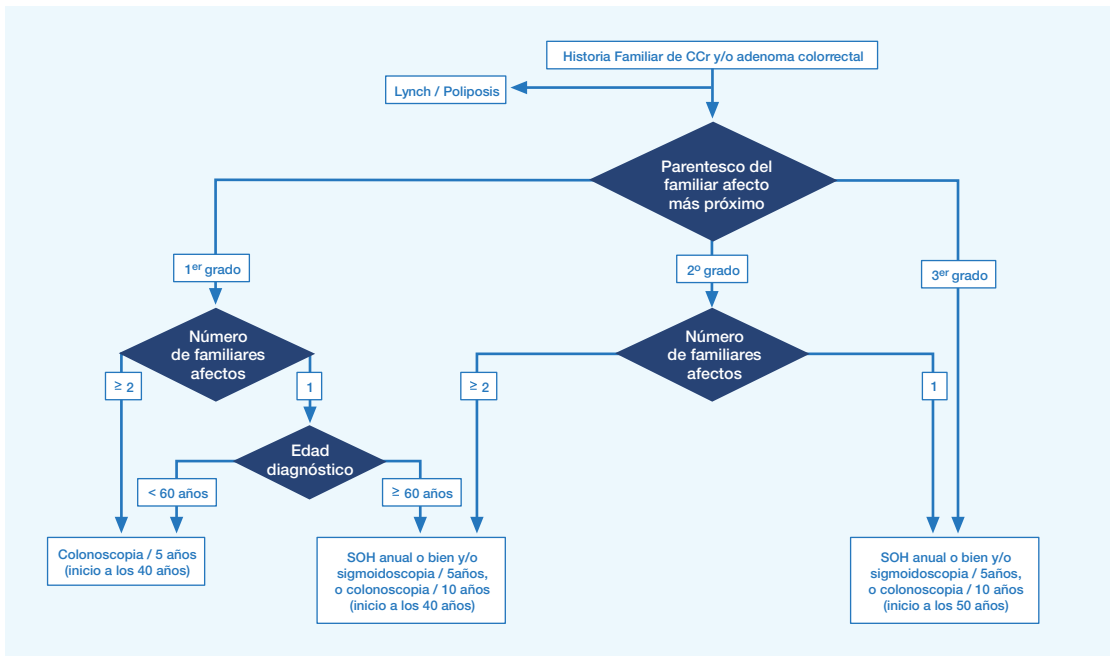 Historia Familiar de CCr y/o adenoma colorrectal
Lynch / Poliposis
Parentesco del
familiar afecto
más próximo
1er grado
2º grado
3er grado
Número
de familiares
afectos
Número
de familiares
afectos
≥ 2
1
≥ 2
1
Edad
diagnóstico
< 60 años
≥ 60 años
Colonoscopia / 5 años
(inicio a los 40 años)
SOH anual o bien y/o
sigmoidoscopia / 5años,
o colonoscopia / 10 años
(inicio a los 40 años)
SOH anual o bien y/o
sigmoidoscopia / 5años,
o colonoscopia / 10 años
(inicio a los 50 años)